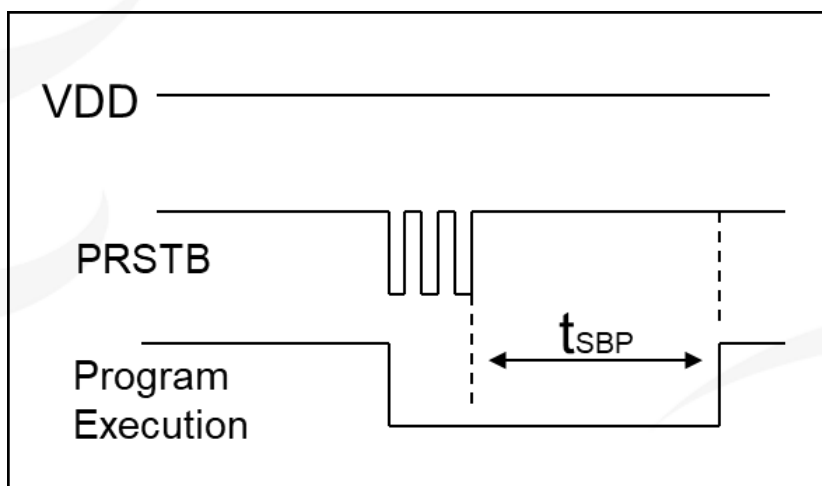 VDD
PRSTB
tSBP
Program
Execution